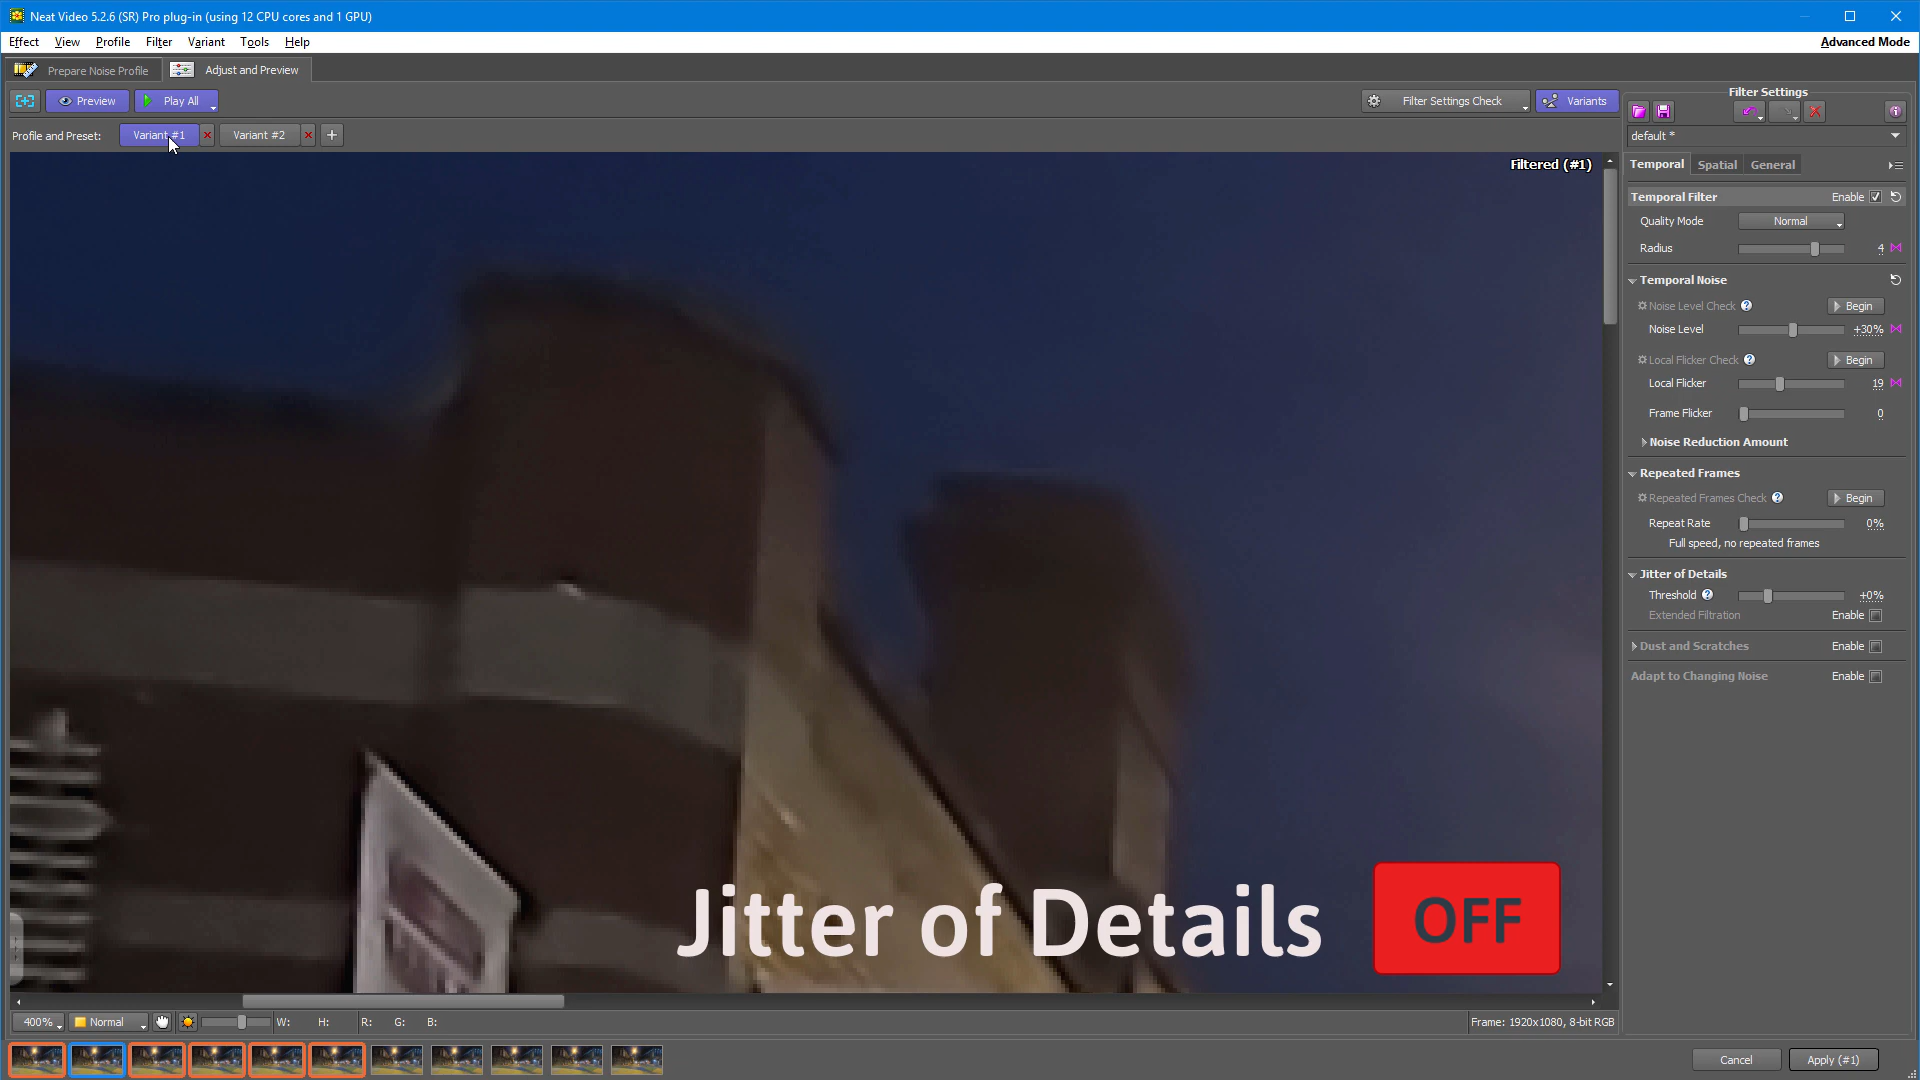 Neat Video 5.2.6 (SR) Pro plug-in (using 12 CPU cores and 1 GPU)
Effect View Profile Filter Variant Tools Help Advanced Mode
Prepare Noise Profile Adjust and Preview
Preview Play All Filter Settings Check Variants
Profile and Preset: Variant #1 Variant #2 +
Filtered (#1)
Filter Settings
default *
Temporal Spatial General
Temporal Filter Enable
Quality Mode Normal
Radius 4
Temporal Noise
Noise Level Check Begin
Noise Level +30%
Local Flicker Check Begin
Local Flicker 19
Frame Flicker 0
Noise Reduction Amount
Repeated Frames
Repeated Frames Check Begin
Repeat Rate 0%
Full speed, no repeated frames
Jitter of Details
Threshold +0%
Extended Filtration Enable
Dust and Scratches Enable
Adapt to Changing Noise Enable
Jitter of Details OFF
400% Normal W: H: R: G: B: Frame: 1920x1080, 8-bit RGB
Cancel Apply (#1)